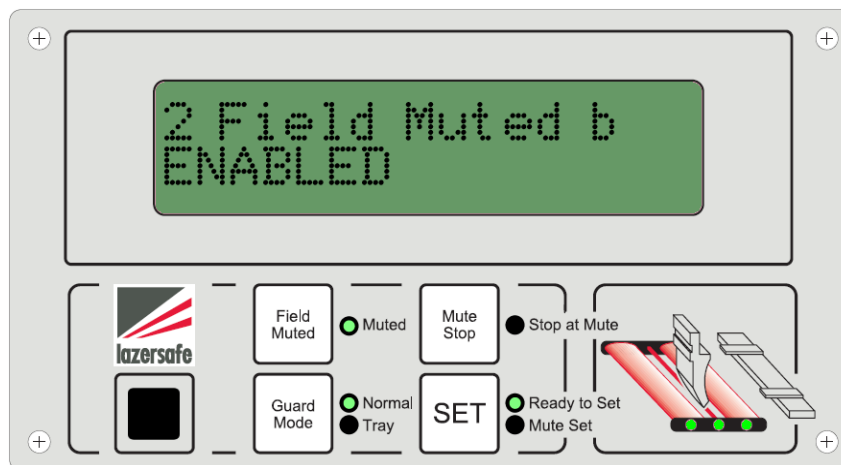 2 Field Muted b
ENABLED
lazersafe
Field
Muted
Muted
Mute
Stop
Stop at Mute
Guard
Mode
Normal
Tray
SET
Ready to Set
Mute Set